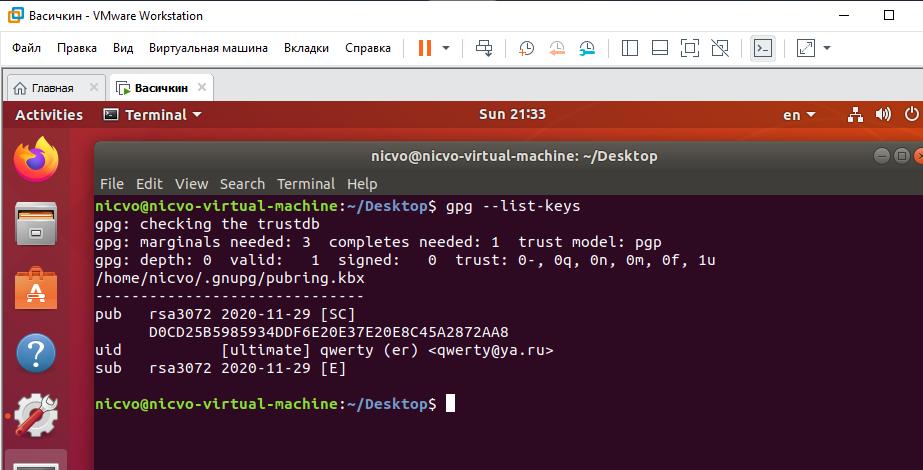 Васичкин - VMware Workstation
Файл Правка Вид Виртуальная машина Вкладки Справка
Главная Васичкин
Activities Terminal Sun 21:33 en
nicvo@nicvo-virtual-machine: ~/Desktop
File Edit View Search Terminal Help
nicvo@nicvo-virtual-machine:~/Desktop$ gpg --list-keys
gpg: checking the trustdb
gpg: marginals needed: 3  completes needed: 1  trust model: pgp
gpg: depth: 0  valid:   1  signed:   0  trust: 0-, 0q, 0n, 0m, 0f, 1u
/home/nicvo/.gnupg/pubring.kbx
------------------------------
pub   rsa3072 2020-11-29 [SC]
      D0CD25B5985934DDF6E20E37E20E8C45A2872AA8
uid           [ultimate] qwerty (er) <qwerty@ya.ru>
sub   rsa3072 2020-11-29 [E]
nicvo@nicvo-virtual-machine:~/Desktop$